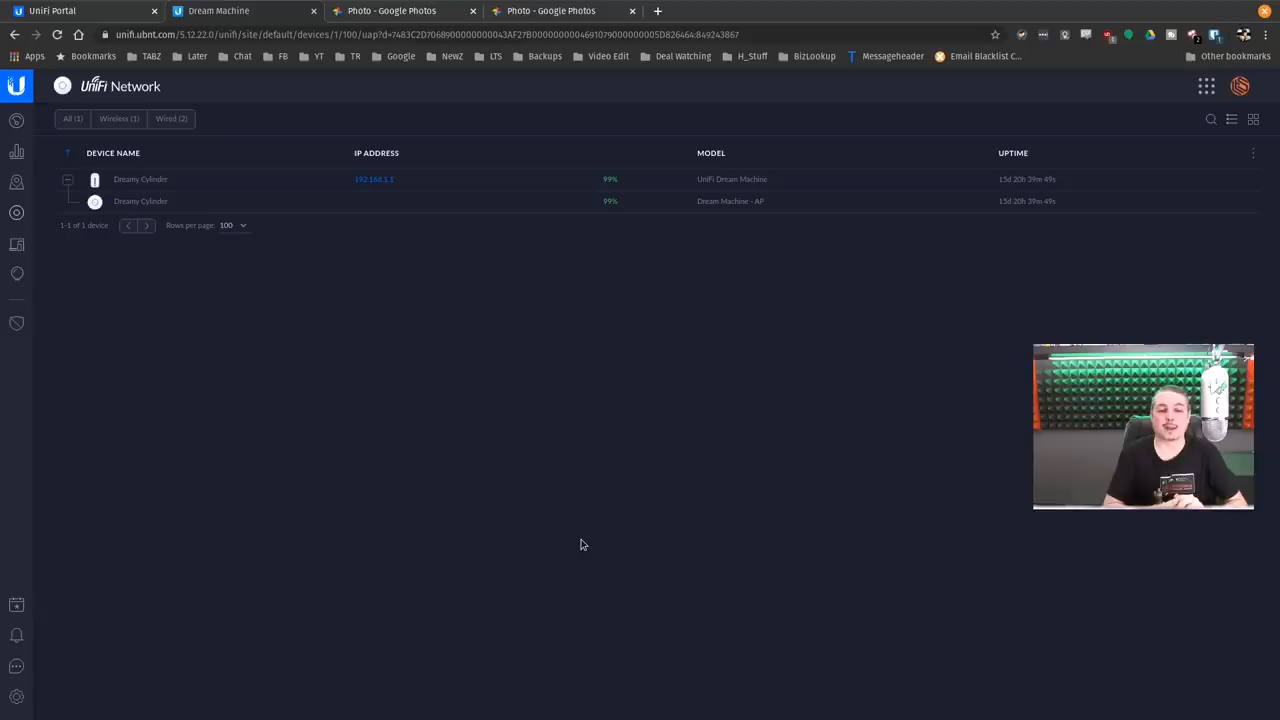 UniFi Portal
Dream Machine
Photo - Google Photos
Photo - Google Photos
unifi.ubnt.com/5.12.22.0/unifi/site/default/devices/1/100/uap?d=7483C2D7068900000000043AF27B00000000046910790000000005D826464:849243867
Apps Bookmarks TABZ Later Chat FB YT TR Google NewZ LTS Backups Video Edit Deal Watching H_Stuff BizLookup Messageheader Email Blacklist C... Other bookmarks
UniFi Network
All (1) Wireless (1) Wired (2)
DEVICE NAME IP ADDRESS MODEL UPTIME
Dreamy Cylinder 192.168.1.1 99% UniFi Dream Machine 15d 20h 39m 49s
Dreamy Cylinder 99% Dream Machine - AP 15d 20h 39m 49s
1-1 of 1 device Rows per page: 100